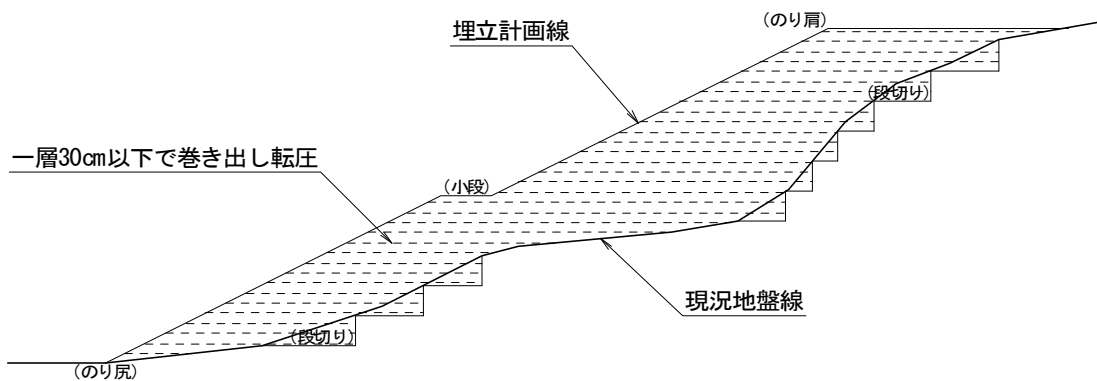 (のり肩)
埋立計画線
(段切り)
一層30cm以下で巻き出し転圧
(小段)
現況地盤線
(段切り)
(のり尻)